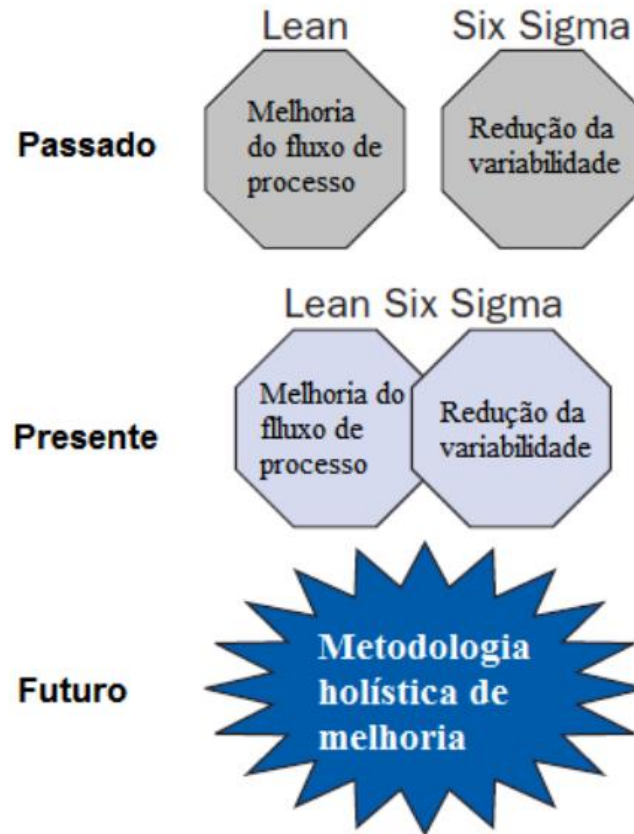 Lean
Six Sigma
Passado
Melhoria
do fluxo de
processo
Redução da
variabilidade
Lean Six Sigma
Presente
Melhoria do
flluxo de
processo
Redução da
variabilidade
Futuro
Metodologia
holística de
melhoria